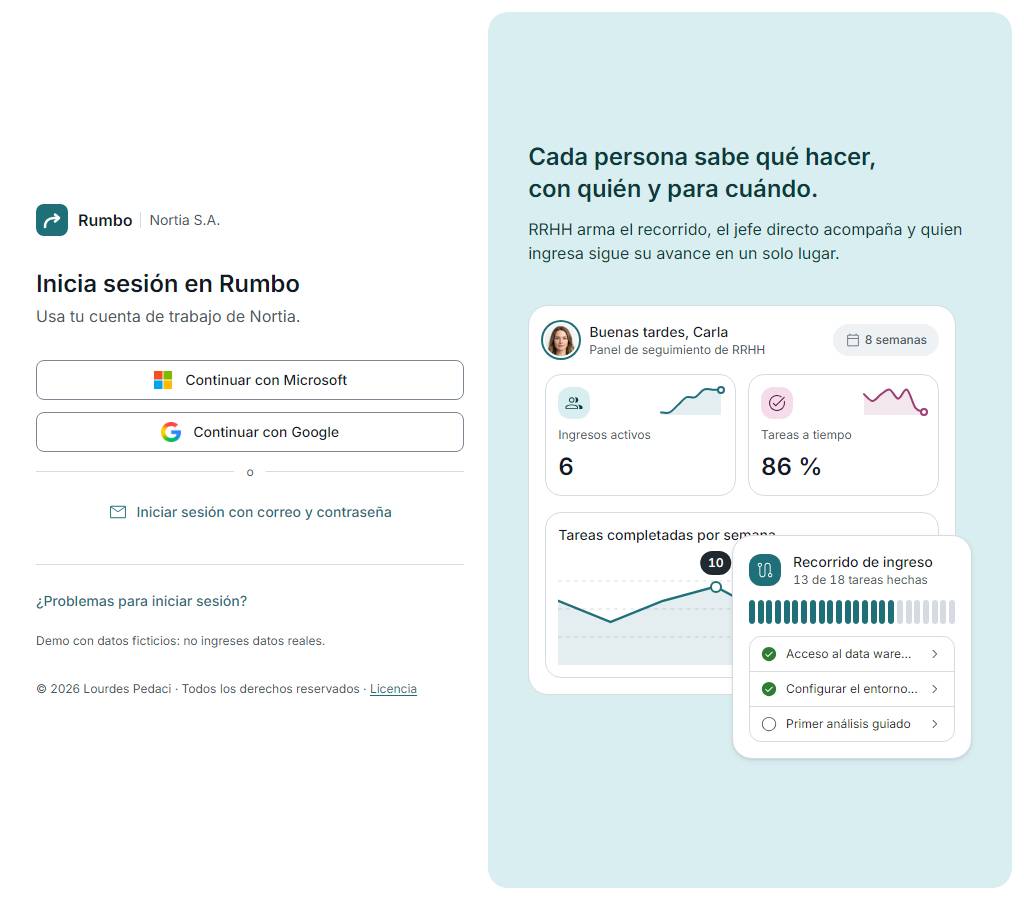 Rumbo
Nortia S.A.
Inicia sesión en Rumbo
Usa tu cuenta de trabajo de Nortia.
Continuar con Microsoft
Continuar con Google
o
Iniciar sesión con correo y contraseña
¿Problemas para iniciar sesión?
Demo con datos ficticios: no ingreses datos reales.
© 2026 Lourdes Pedaci · Todos los derechos reservados · Licencia
Cada persona sabe qué hacer,
con quién y para cuándo.
RRHH arma el recorrido, el jefe directo acompaña y quien
ingresa sigue su avance en un solo lugar.
Buenas tardes, Carla
Panel de seguimiento de RRHH
8 semanas
Ingresos activos
6
Tareas a tiempo
86 %
Tareas completadas por semana
10
Recorrido de ingreso
13 de 18 tareas hechas
Acceso al data ware...
Configurar el entorno...
Primer análisis guiado